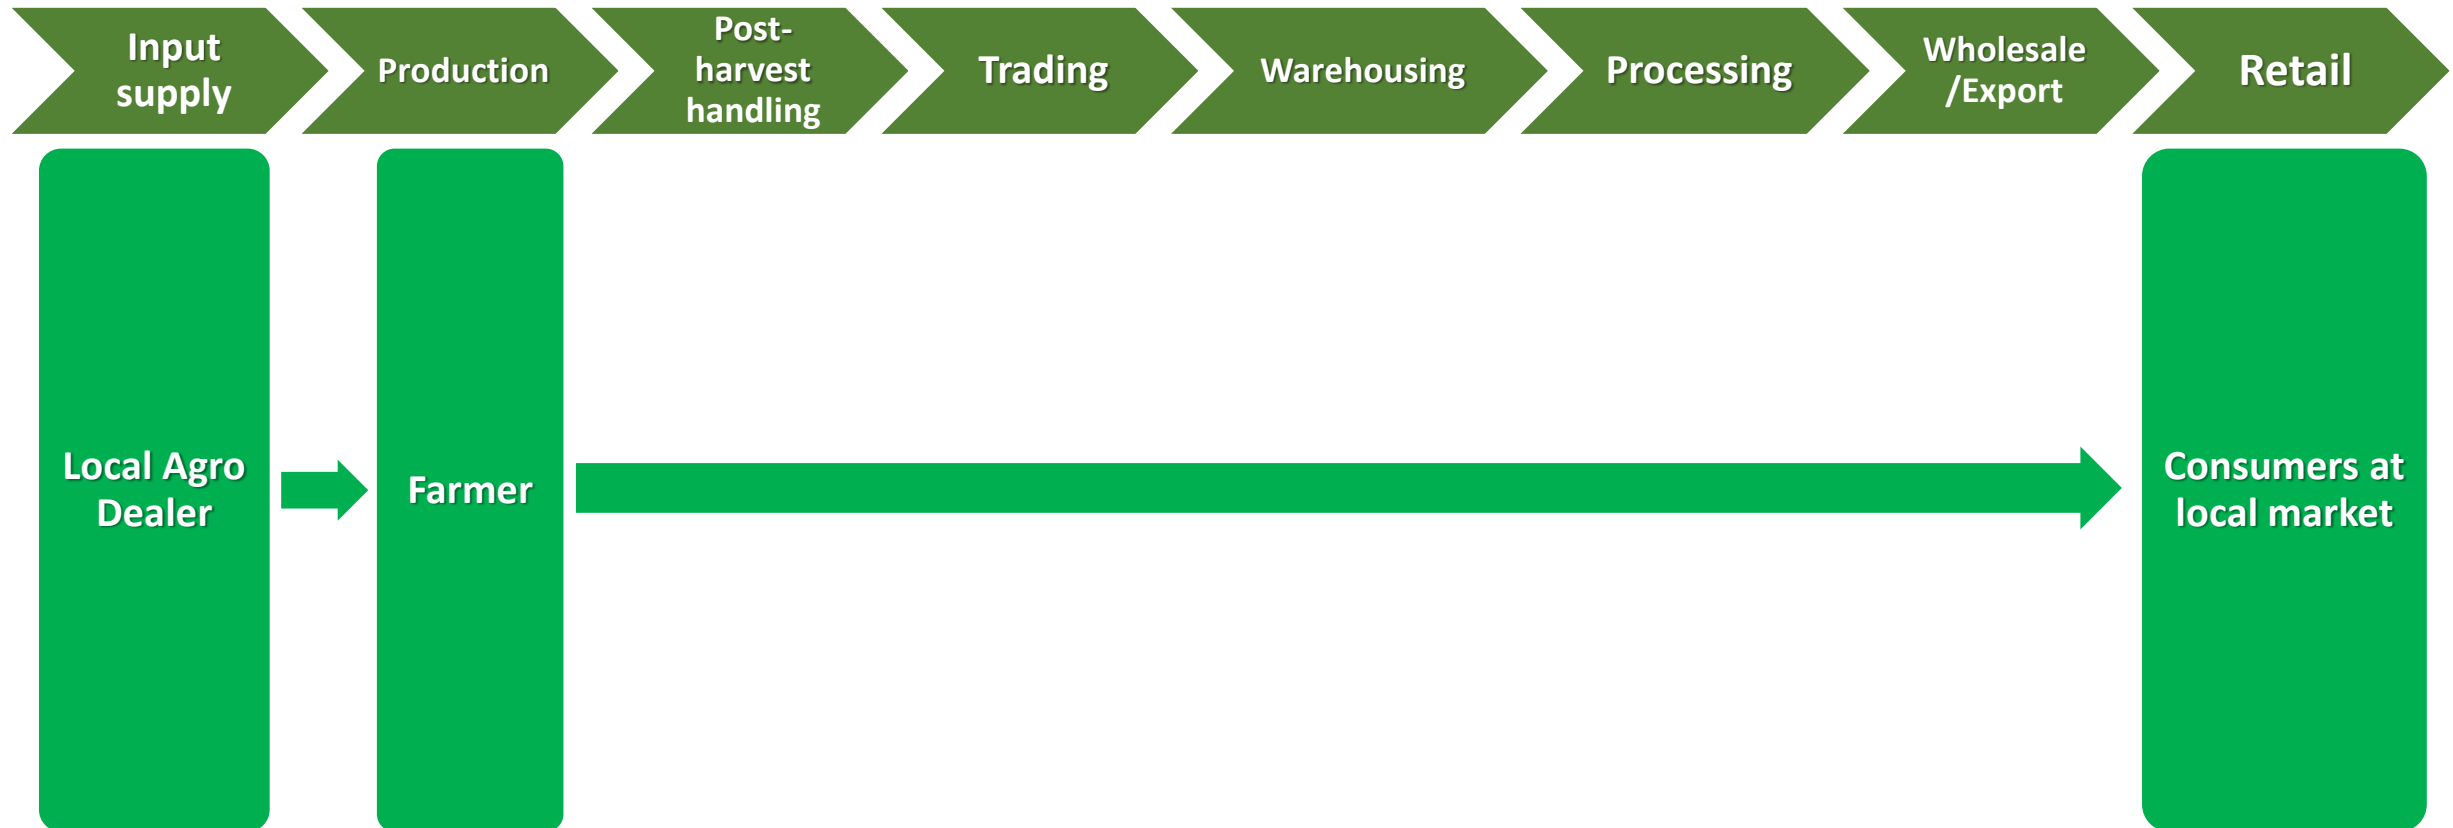 Input
supply
Production
Post-
harvest
handling
Trading
Warehousing
Processing
Wholesale
/Export
Retail
Local Agro
Dealer
Farmer
Consumers at
local market